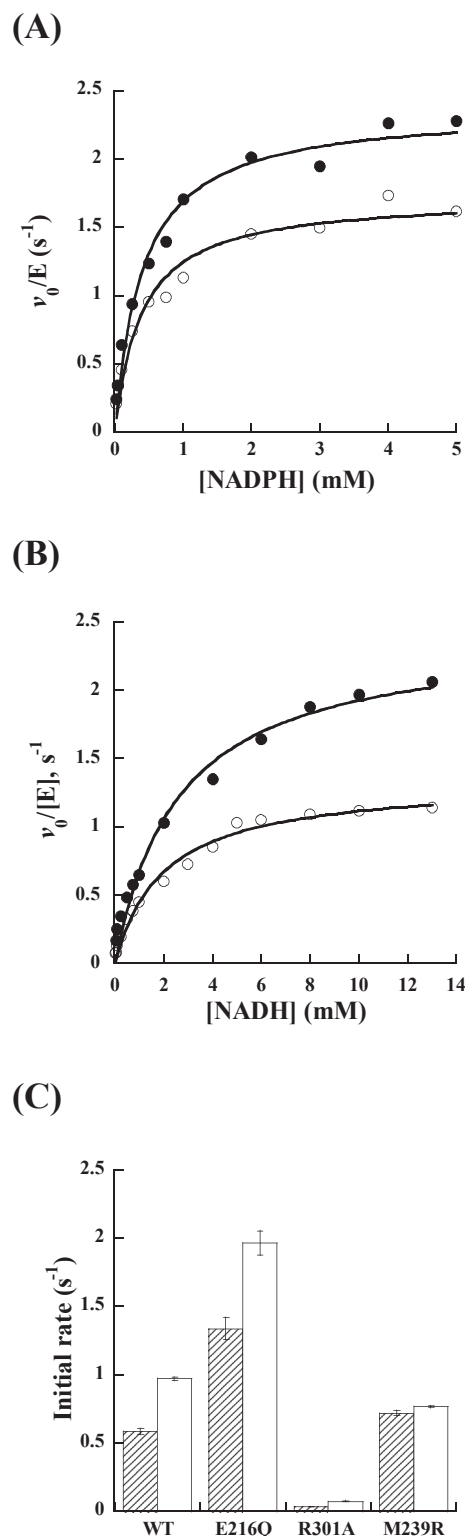 (A)
2.5
2
1.5
1
0.5
0
v₀/E (s⁻¹)
0 1 2 3 4 5
[NADPH] (mM)
(B)
2.5
2
1.5
1
0.5
0
v₀/[E], s⁻¹
0 2 4 6 8 10 12 14
[NADH] (mM)
(C)
2.5
2
1.5
1
0.5
0
Initial rate (s⁻¹)
WT E216Q R301A M239R